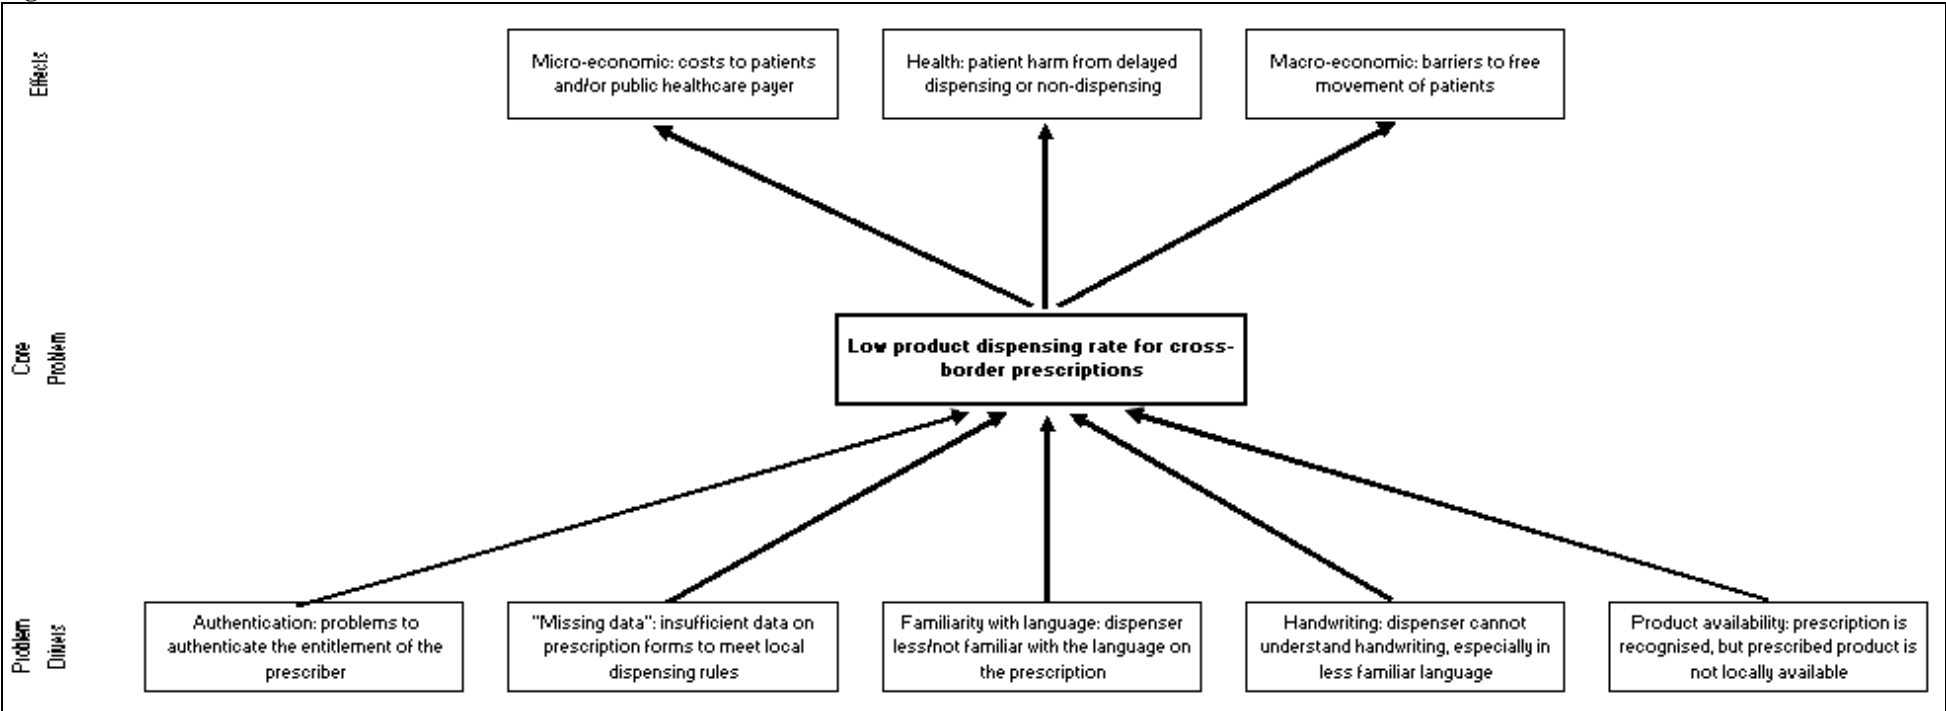 Effects
Micro-economic: costs to patients
and/or public healthcare payer
Health: patient harm from delayed
dispensing or non-dispensing
Macro-economic: barriers to free
movement of patients
Core
Problem
Low product dispensing rate for cross-
border prescriptions
Problem
Drivers
Authentication: problems to
authenticate the entitlement of the
prescriber
"Missing data": insufficient data on
prescription forms to meet local
dispensing rules
Familiarity with language: dispenser
less/not familiar with the language on
the prescription
Handwriting: dispenser cannot
understand handwriting, especially in
less familiar language
Product availability: prescription is
recognised, but prescribed product is
not locally available